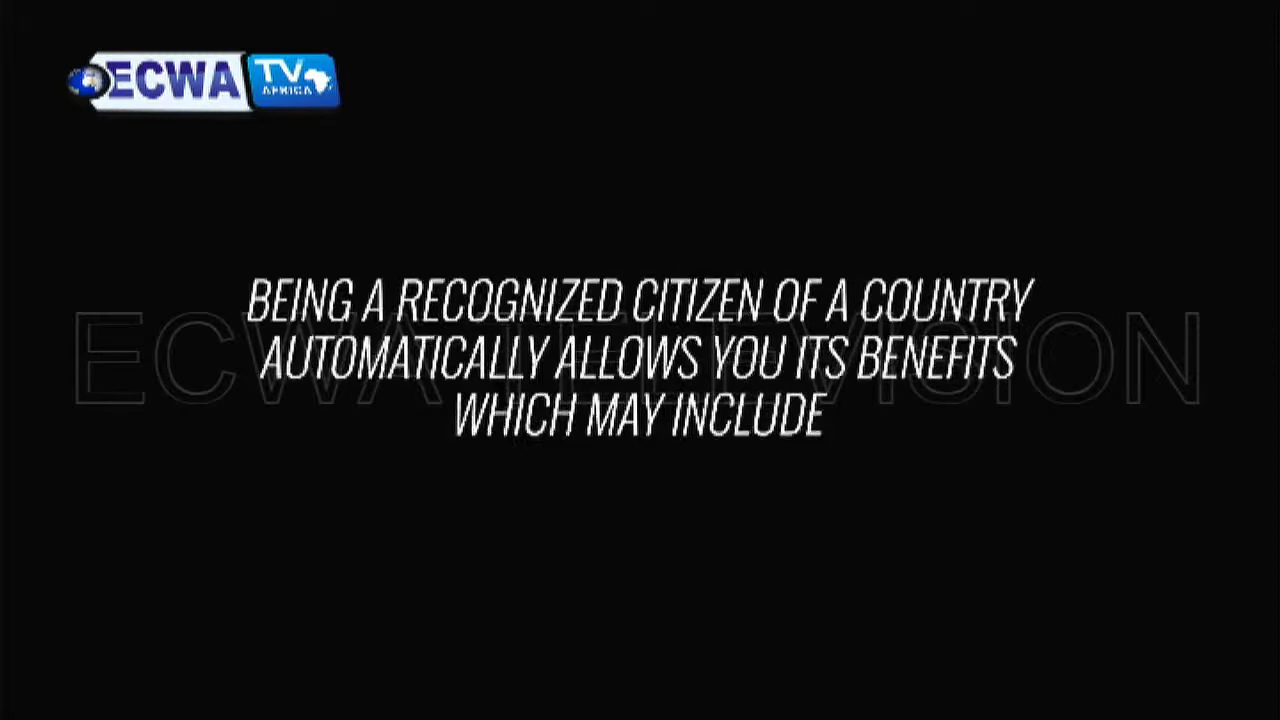 ECWA TV
AFRICA
BEING A RECOGNIZED CITIZEN OF A COUNTRY
ECWA TELEVISION
AUTOMATICALLY ALLOWS YOU ITS BENEFITS
WHICH MAY INCLUDE